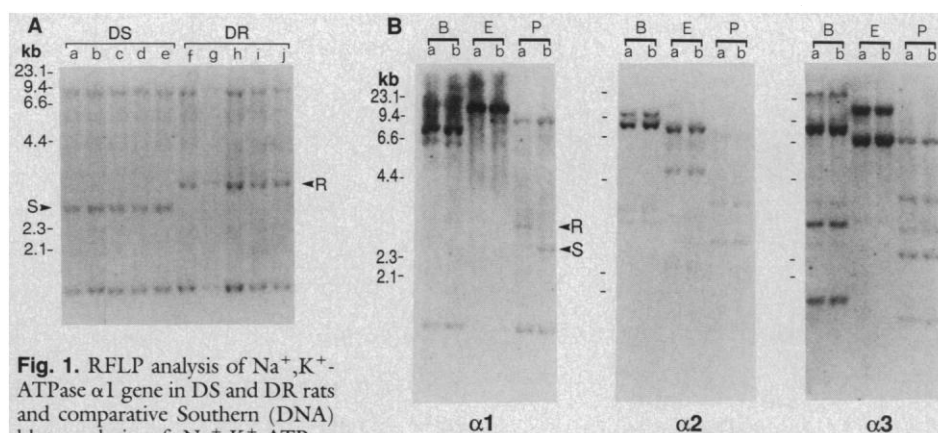 A
DS DR
kb a b c d e f g h i j
23.1-
9.4-
6.6-
4.4-
◄R
S►
2.3-
2.1-
Fig. 1. RFLP analysis of Na⁺,K⁺-
ATPase α1 gene in DS and DR rats
and comparative Southern (DNA)
B
B E P
a b a b a b
kb
23.1-
9.4-
6.6-
4.4-
◄R
◄S
2.3-
2.1-
α1
B E P
a b a b a b
α2
B E P
a b a b a b
α3